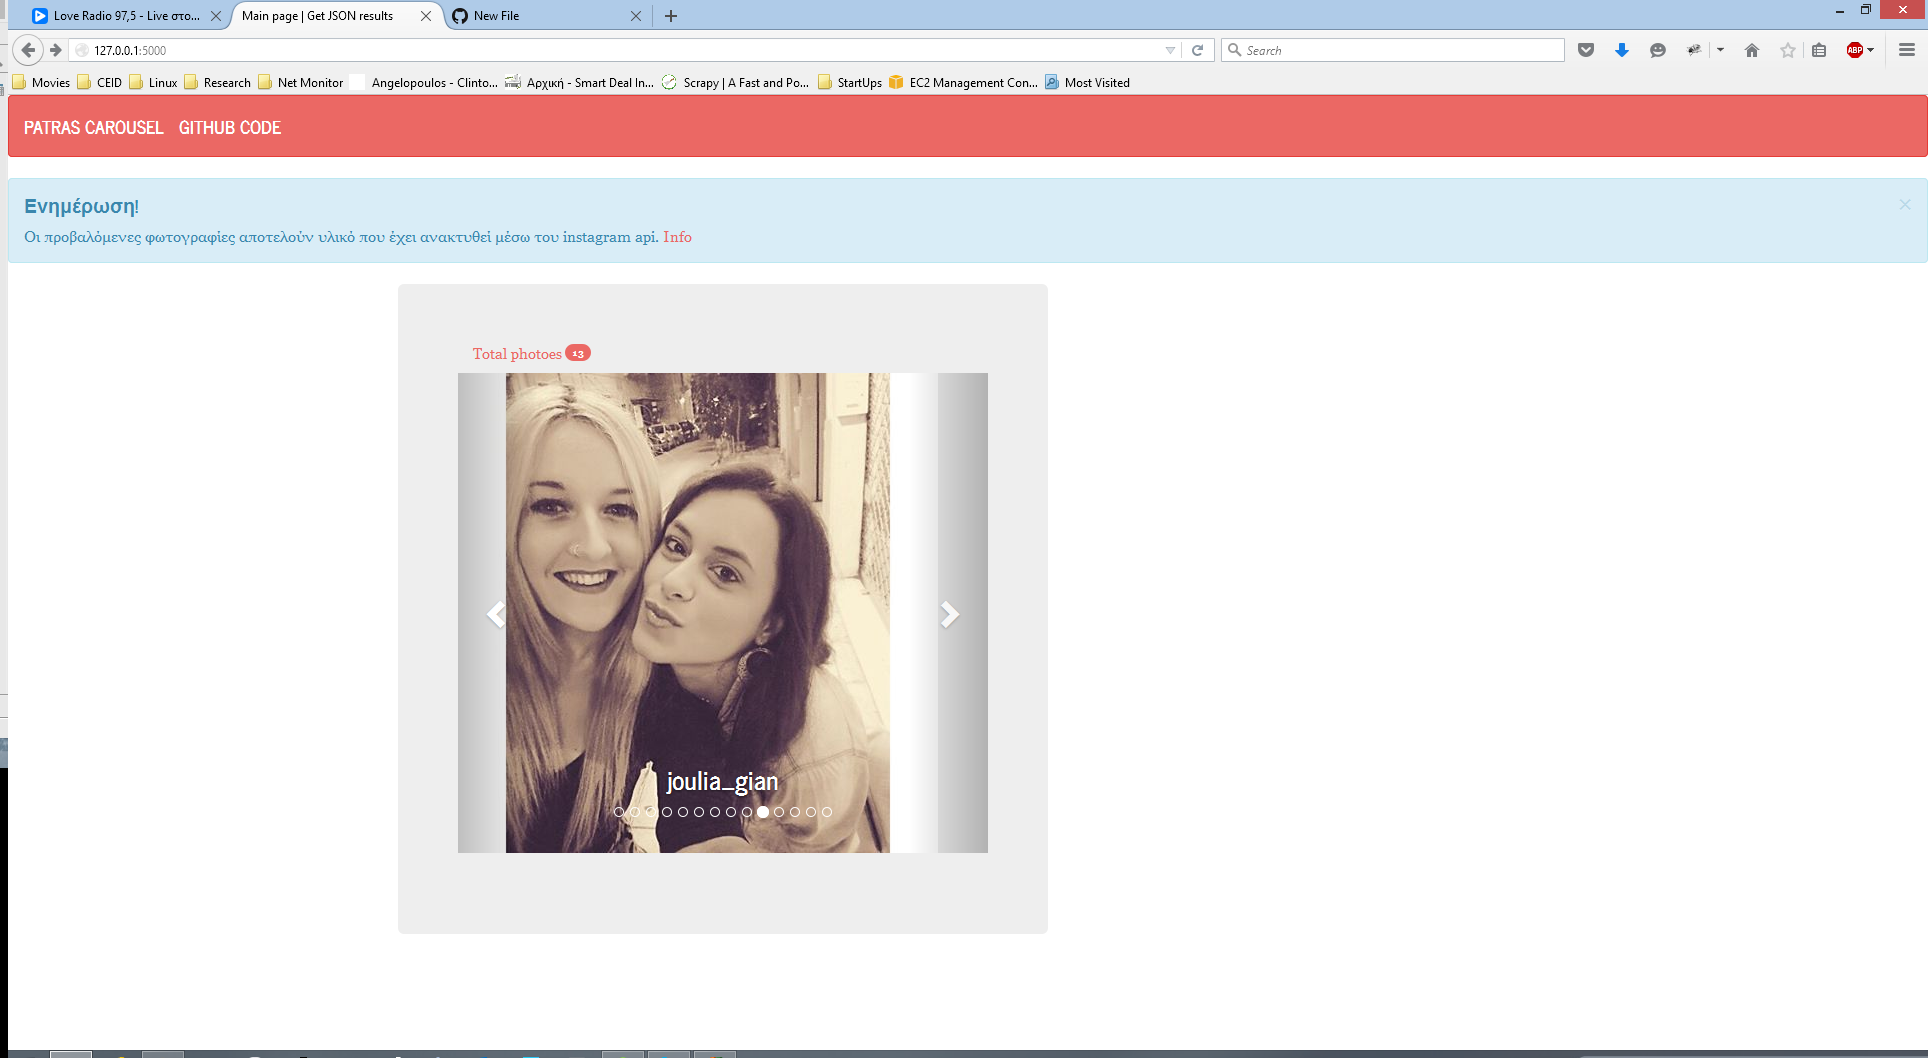 Love Radio 97,5 - Live στο...
Main page | Get JSON results
New File
127.0.0.1:5000
Search
ABP
Movies
CEID
Linux
Research
Net Monitor
Angelopoulos - Clinto...
Αρχική - Smart Deal In...
Scrapy | A Fast and Po...
StartUps
EC2 Management Con...
Most Visited
PATRAS CAROUSEL
GITHUB CODE
Ενημέρωση!
Οι προβαλόμενες φωτογραφίες αποτελούν υλικό που έχει ανακτυθεί μέσω του instagram api. Info
Total photoes 13
joulia_gian